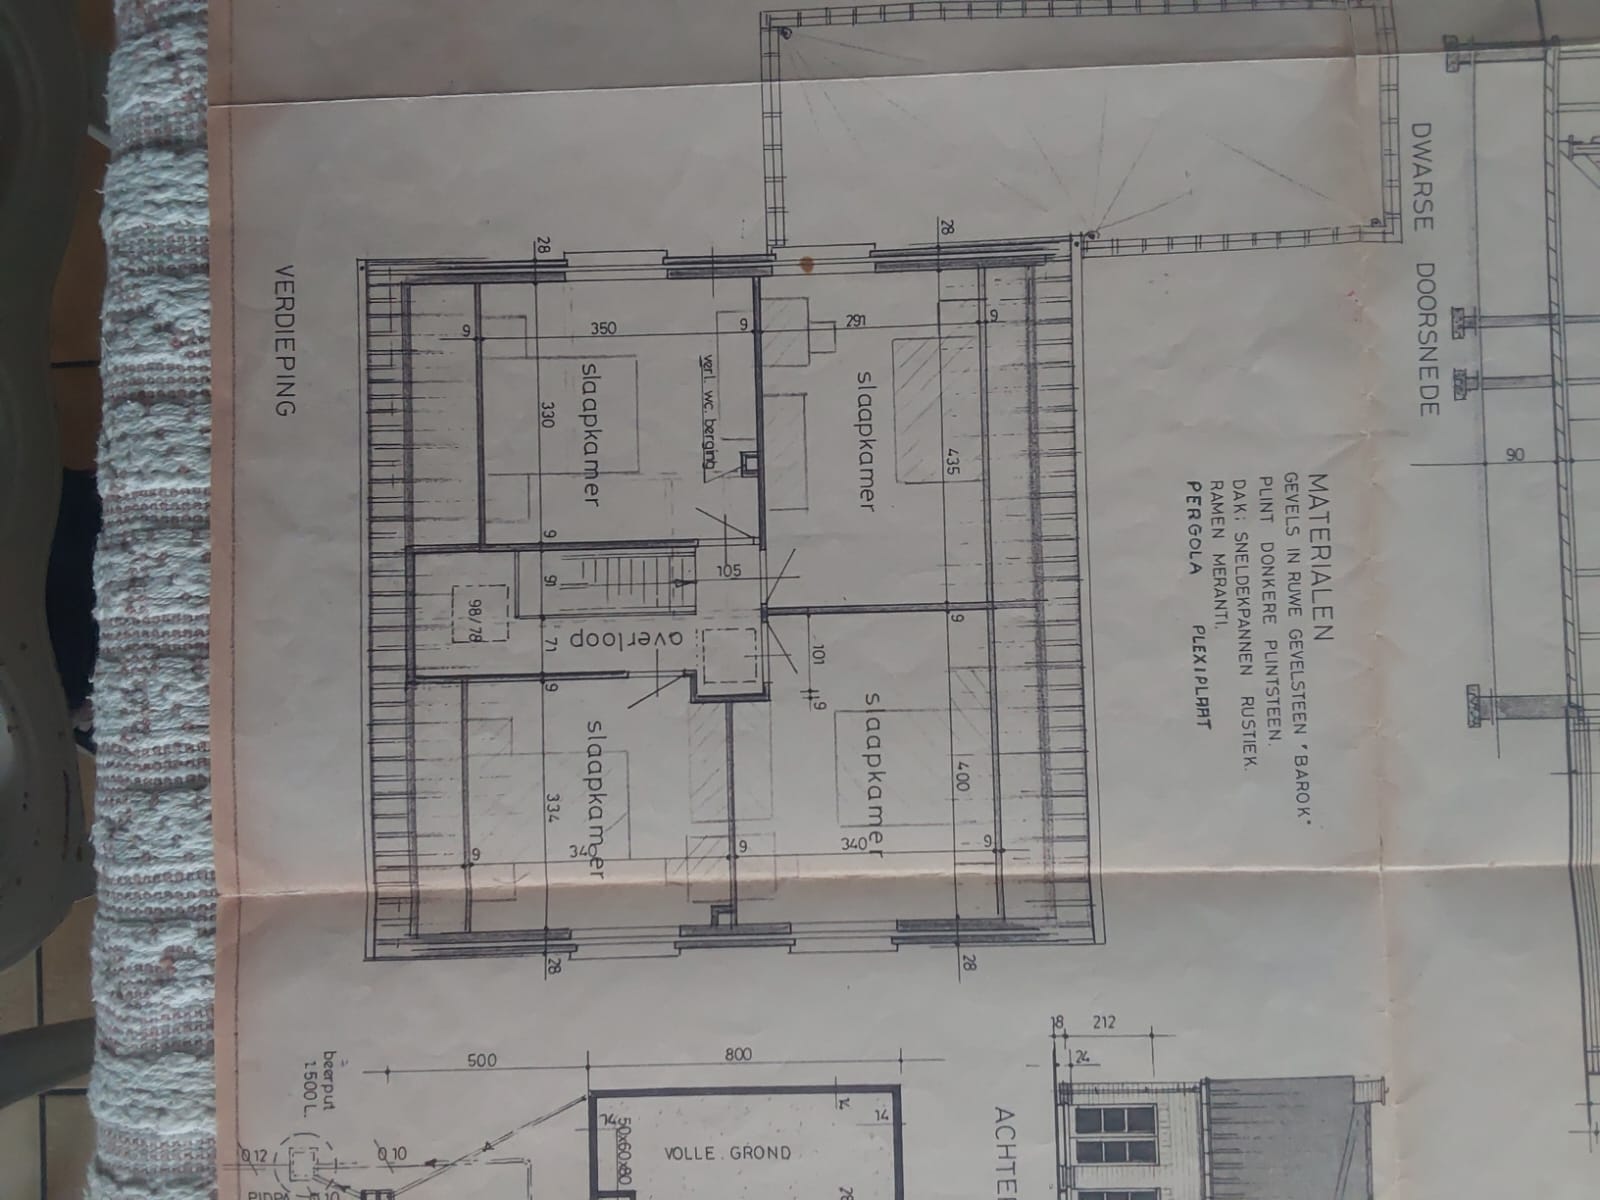 90
DWARSE DOORSNEDE
MATERIALEN
GEVELS IN RUWE GEVELSTEEN "BAROK"
PLINT DONKERE PLINTSTEEN.
DAK: SNELDEKPANNEN RUSTIEK.
RAMEN MERANTI.
PERGOLA PLEXIPLAAT
212
24
18
ACHTE
9
9
28
435
9
400
28
slaapkamer
slaapkamer
291
340
101
9
14
14
28
9
105
9
verl. wc. berging
800
VOLLE GROND
overloop
50x60x80
14
350
slaapkamer
slaapkamer
340
28
330
9
91
71
9
334
28
9
98/78
9
500
Ø 10
beerput
1500 L.
10
Ø 12
VERDIEPING